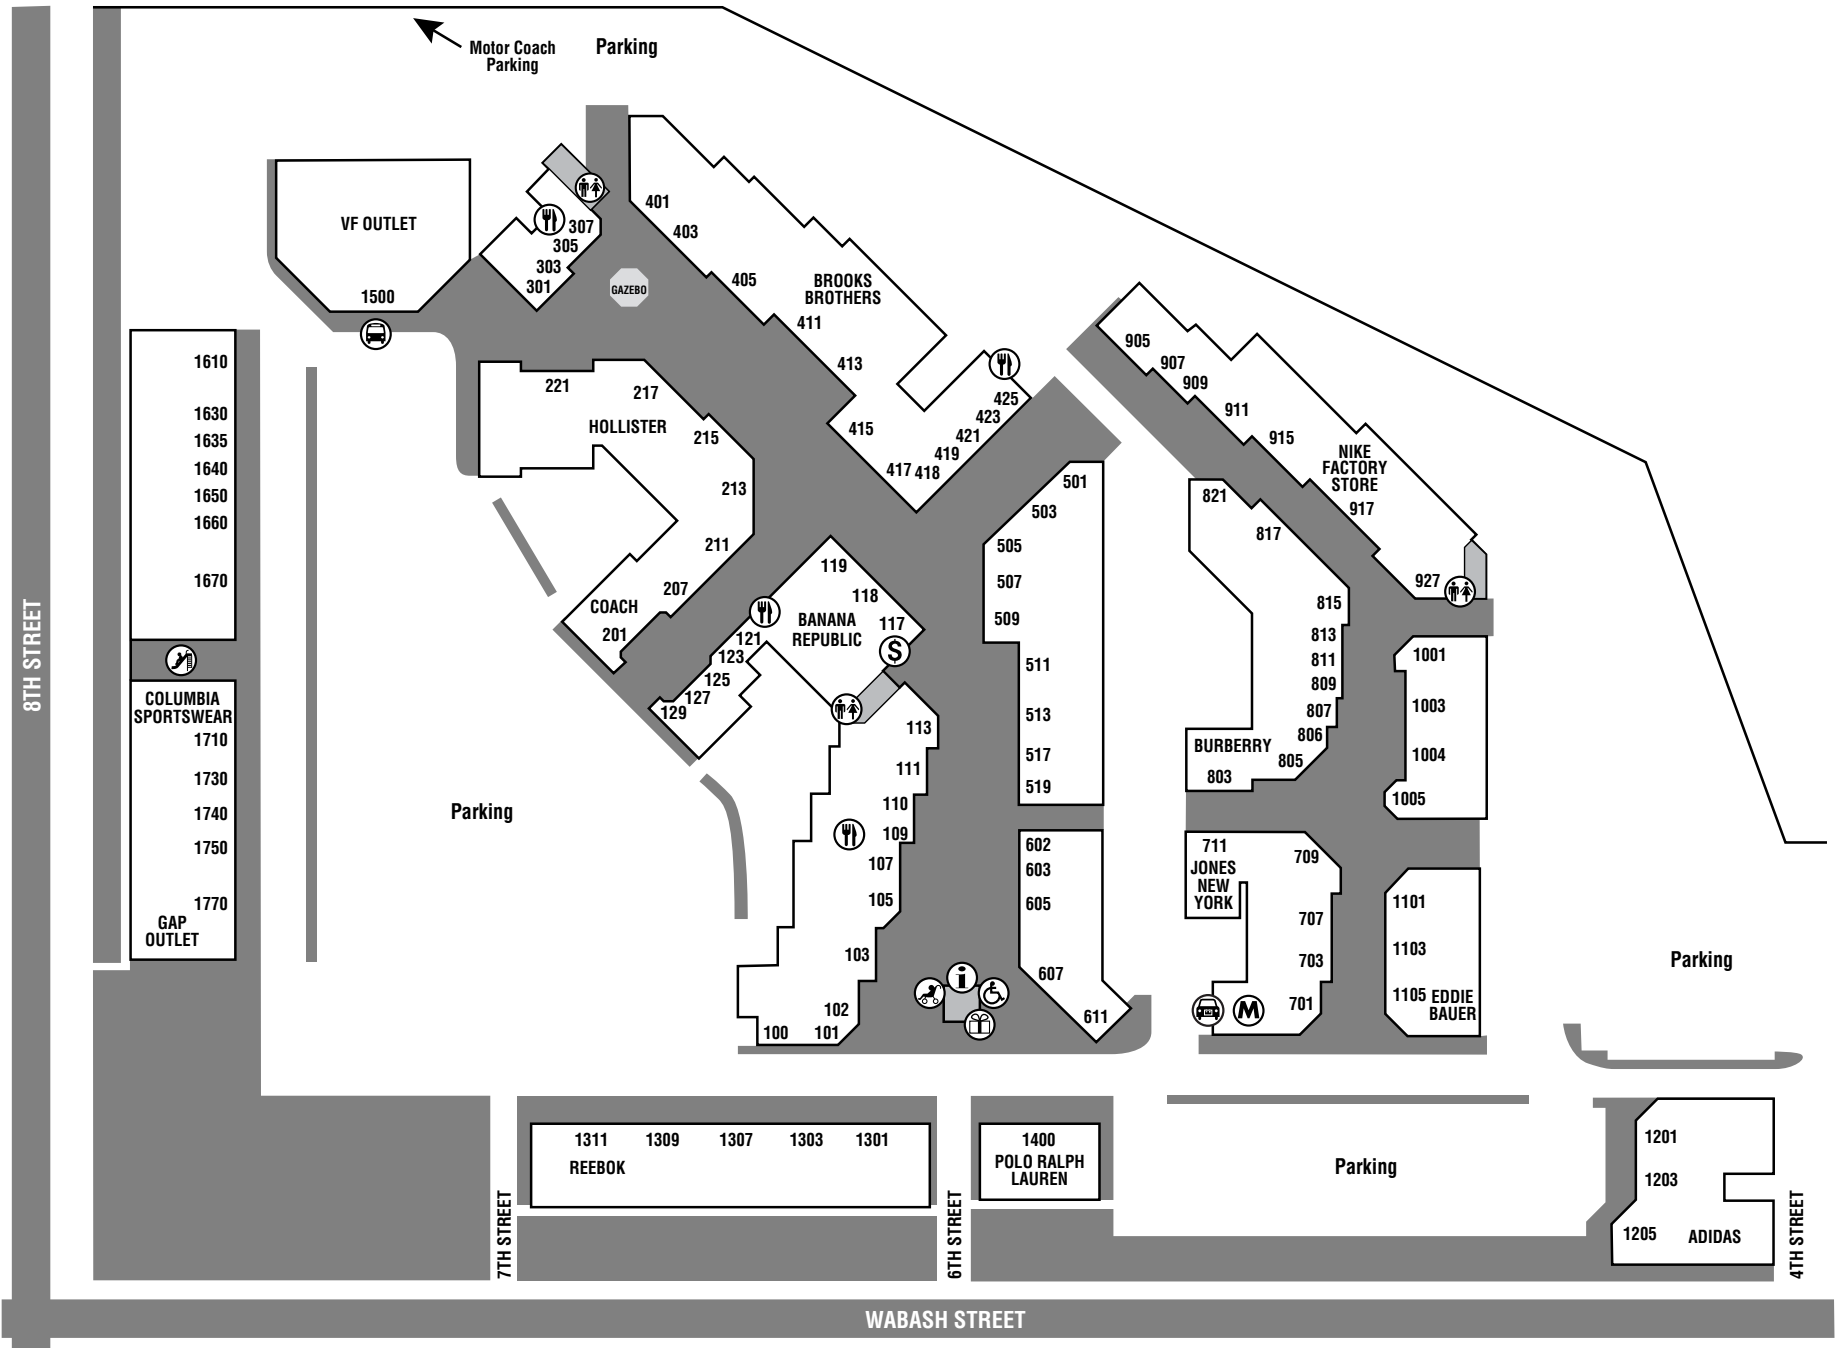 Motor Coach
Parking
Parking
VF OUTLET
1500
307
305
303
301
GAZEBO
401
403
405
BROOKS
BROTHERS
411
413
415
417
418
419
421
423
425
905
907
909
911
915
NIKE
FACTORY
STORE
917
927
221
217
HOLLISTER
215
213
211
207
COACH
201
1610
1630
1635
1640
1650
1660
1670
8TH STREET
COLUMBIA
SPORTSWEAR
1710
1730
1740
1750
1770
GAP
OUTLET
119
118
BANANA
REPUBLIC
117
$
121
123
125
127
129
113
111
110
109
107
105
103
102
101
100
Parking
501
503
505
507
509
511
513
517
519
602
603
605
607
611
i
821
817
815
813
811
809
807
806
805
BURBERRY
803
711
JONES
NEW
YORK
709
707
703
701
M
1001
1003
1004
1005
1101
1103
1105
EDDIE
BAUER
Parking
1311
1309
1307
1303
1301
REEBOK
1400
POLO RALPH
LAUREN
Parking
1201
1203
1205
ADIDAS
7TH STREET
6TH STREET
4TH STREET
WABASH STREET